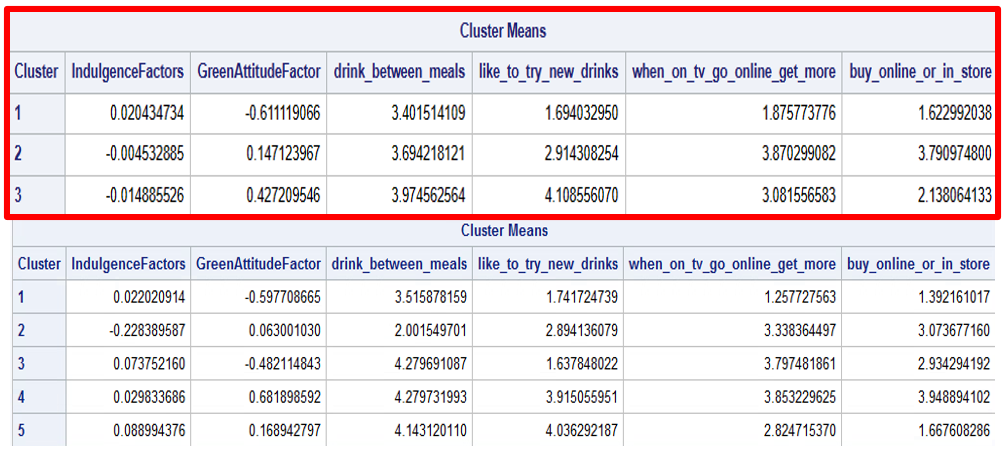 Cluster Means
Cluster IndulgenceFactors GreenAttitudeFactor drink_between_meals like_to_try_new_drinks when_on_tv_go_online_get_more buy_online_or_in_store
1 0.020434734 -0.611119066 3.401514109 1.694032950 1.875773776 1.622992038
2 -0.004532885 0.147123967 3.694218121 2.914308254 3.870299082 3.790974800
3 -0.014885526 0.427209546 3.974562564 4.108556070 3.081556583 2.138064133
Cluster Means
Cluster IndulgenceFactors GreenAttitudeFactor drink_between_meals like_to_try_new_drinks when_on_tv_go_online_get_more buy_online_or_in_store
1 0.022020914 -0.597708665 3.515878159 1.741724739 1.257727563 1.392161017
2 -0.228389587 0.063001030 2.001549701 2.894136079 3.338364497 3.073677160
3 0.073752160 -0.482114843 4.279691087 1.637848022 3.797481861 2.934294192
4 0.029833686 0.681898592 4.279731993 3.915055951 3.853229625 3.948894102
5 0.088994376 0.168942797 4.143120110 4.036292187 2.824715370 1.667608286